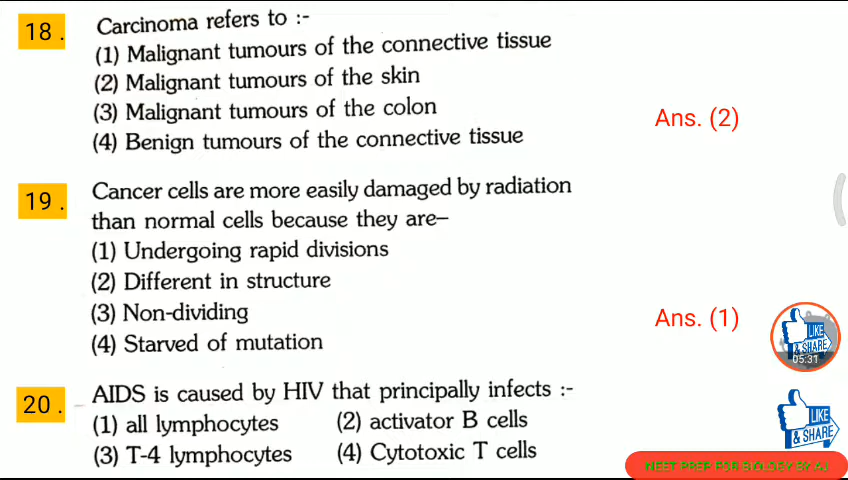 18 .
Carcinoma refers to :-
(1) Malignant tumours of the connective tissue
(2) Malignant tumours of the skin
(3) Malignant tumours of the colon
(4) Benign tumours of the connective tissue
Ans. (2)
19 .
Cancer cells are more easily damaged by radiation
than normal cells because they are–
(1) Undergoing rapid divisions
(2) Different in structure
(3) Non-dividing
(4) Starved of mutation
Ans. (1)
LIKE
& SHARE
05:31
20 .
AIDS is caused by HIV that principally infects :-
(1) all lymphocytes (2) activator B cells
(3) T-4 lymphocytes (4) Cytotoxic T cells
LIKE
& SHARE
NEET PREP FOR BIOLOGY BY AJ